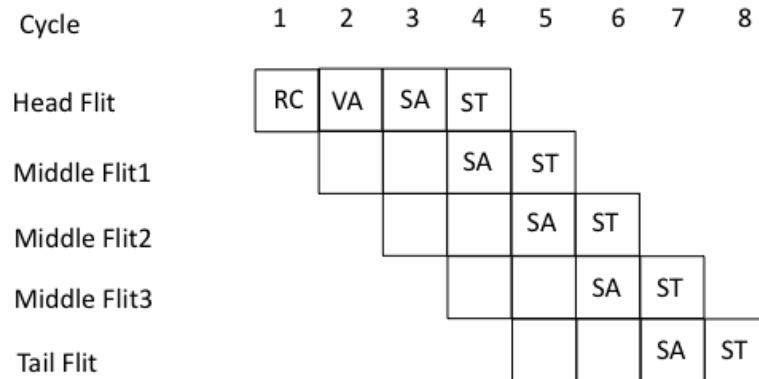 Cycle 1 2 3 4 5 6 7 8
Head Flit RC VA SA ST
Middle Flit1 SA ST
Middle Flit2 SA ST
Middle Flit3 SA ST
Tail Flit SA ST